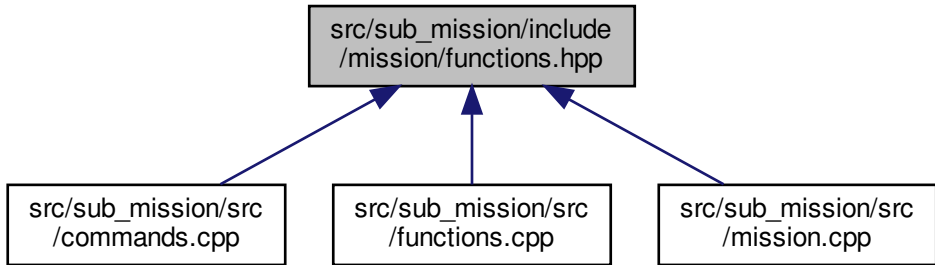 src/sub_mission/include
/mission/functions.hpp
src/sub_mission/src
/commands.cpp
src/sub_mission/src
/functions.cpp
src/sub_mission/src
/mission.cpp